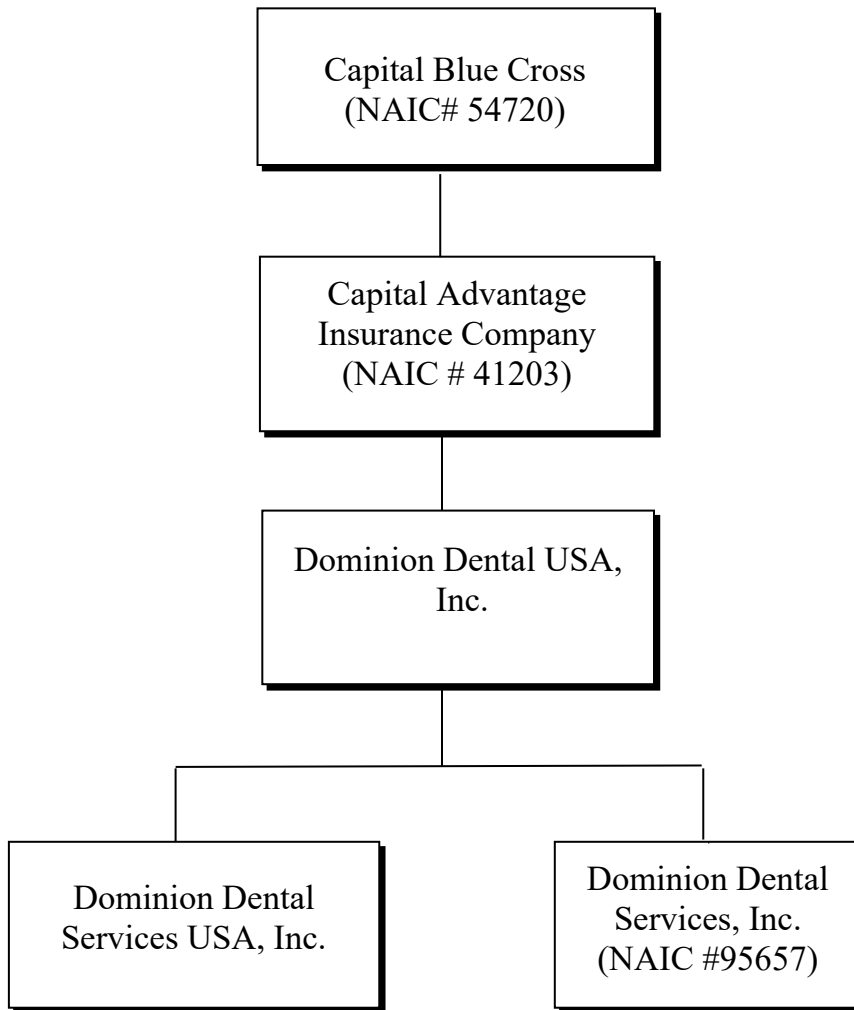 Capital Blue Cross
(NAIC# 54720)
Capital Advantage
Insurance Company
(NAIC # 41203)
Dominion Dental USA,
Inc.
Dominion Dental
Services USA, Inc.
Dominion Dental
Services, Inc.
(NAIC #95657)